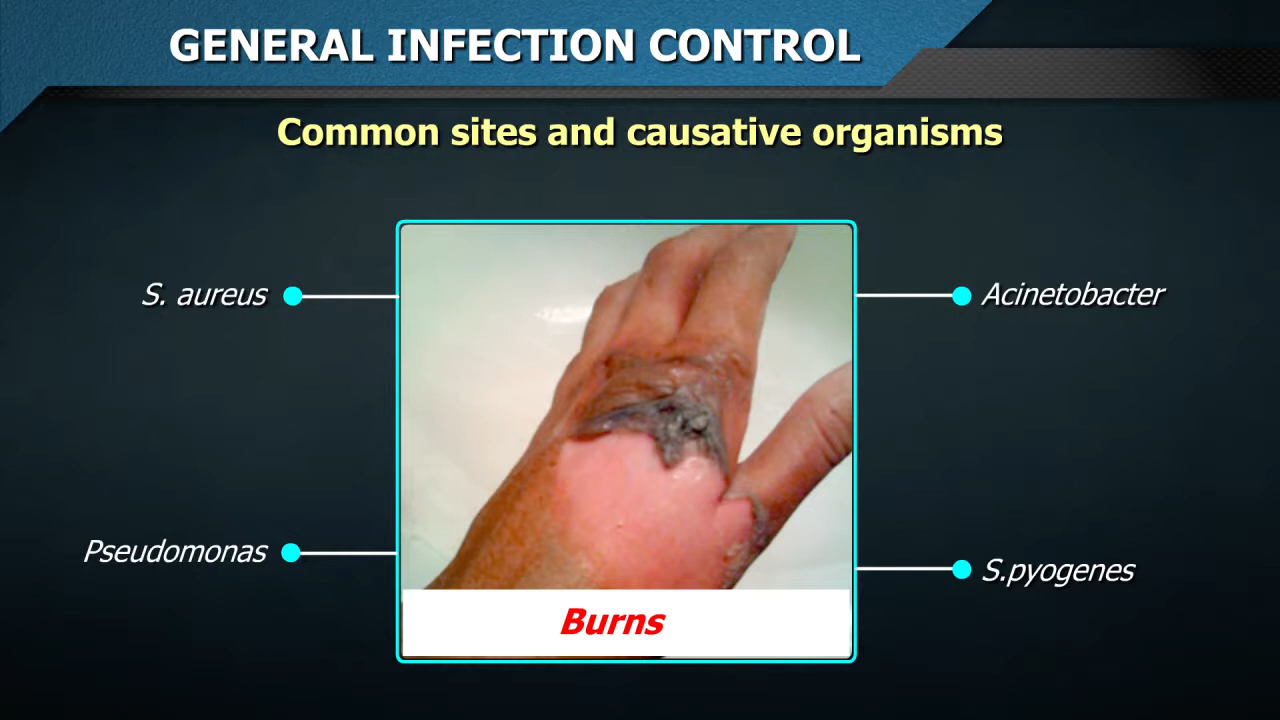 GENERAL INFECTION CONTROL
Common sites and causative organisms
S. aureus
Acinetobacter
Pseudomonas
S.pyogenes
Burns